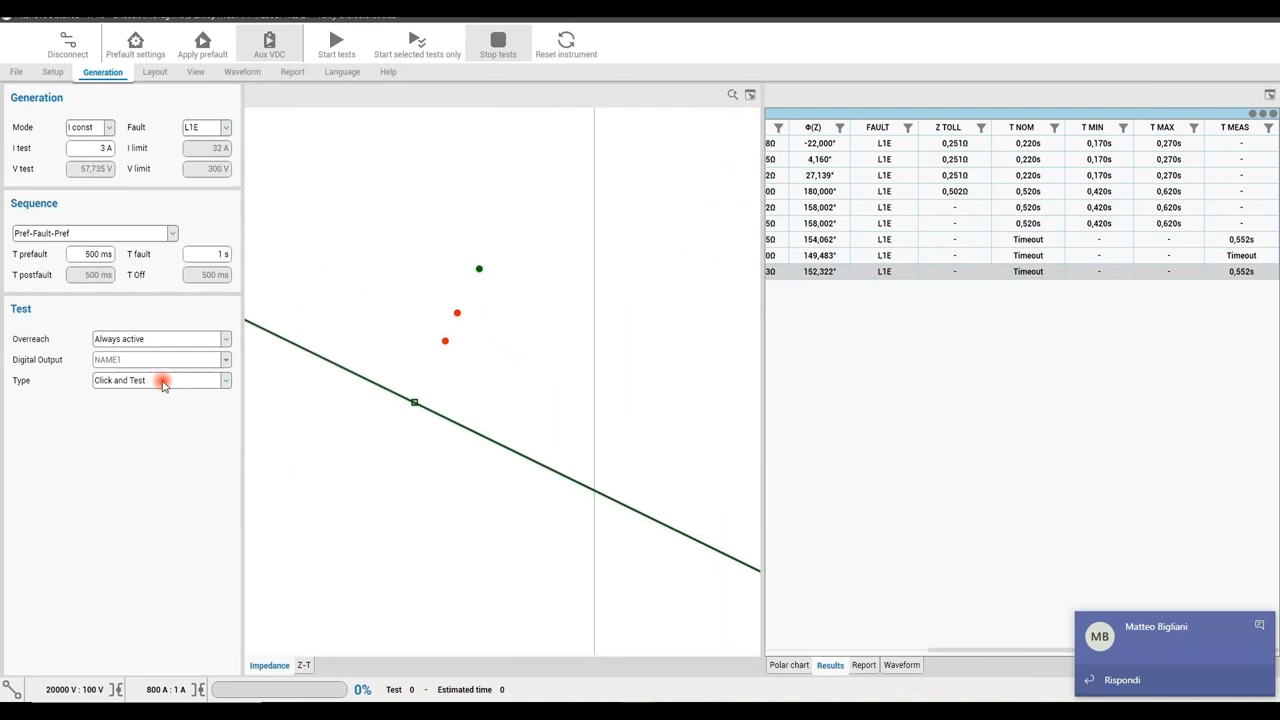 Disconnect Prefault settings Apply prefault Aux VDC Start tests Start selected tests only Stop tests Reset instrument
File Setup Generation Layout View Waveform Report Language Help
Generation
Mode I const Fault L1E
I test 3 A I limit 32 A
V test 57,735 V V limit 300 V
Sequence
Pref-Fault-Pref
T prefault 500 ms T fault 1 s
T postfault 500 ms T Off 500 ms
Test
Overreach Always active
Digital Output NAME1
Type Click and Test
Φ(Z) FAULT Z TOLL T NOM T MIN T MAX T MEAS
8Ω -22,000° L1E 0,251Ω 0,220s 0,170s 0,270s -
5Ω 4,160° L1E 0,251Ω 0,220s 0,170s 0,270s -
2Ω 27,139° L1E 0,251Ω 0,220s 0,170s 0,270s -
0Ω 180,000° L1E 0,502Ω 0,520s 0,420s 0,620s -
2Ω 158,002° L1E - 0,520s 0,420s 0,620s -
5Ω 158,002° L1E - 0,520s 0,420s 0,620s -
5Ω 154,062° L1E - Timeout - - 0,552s
0Ω 149,483° L1E - Timeout - - Timeout
3Ω 152,322° L1E - Timeout - - 0,552s
Impedance Z-T
Polar chart Results Report Waveform
MB Matteo Bigliani
Rispondi
20000 V : 100 V 800 A : 1 A 0% Test 0 - Estimated time 0